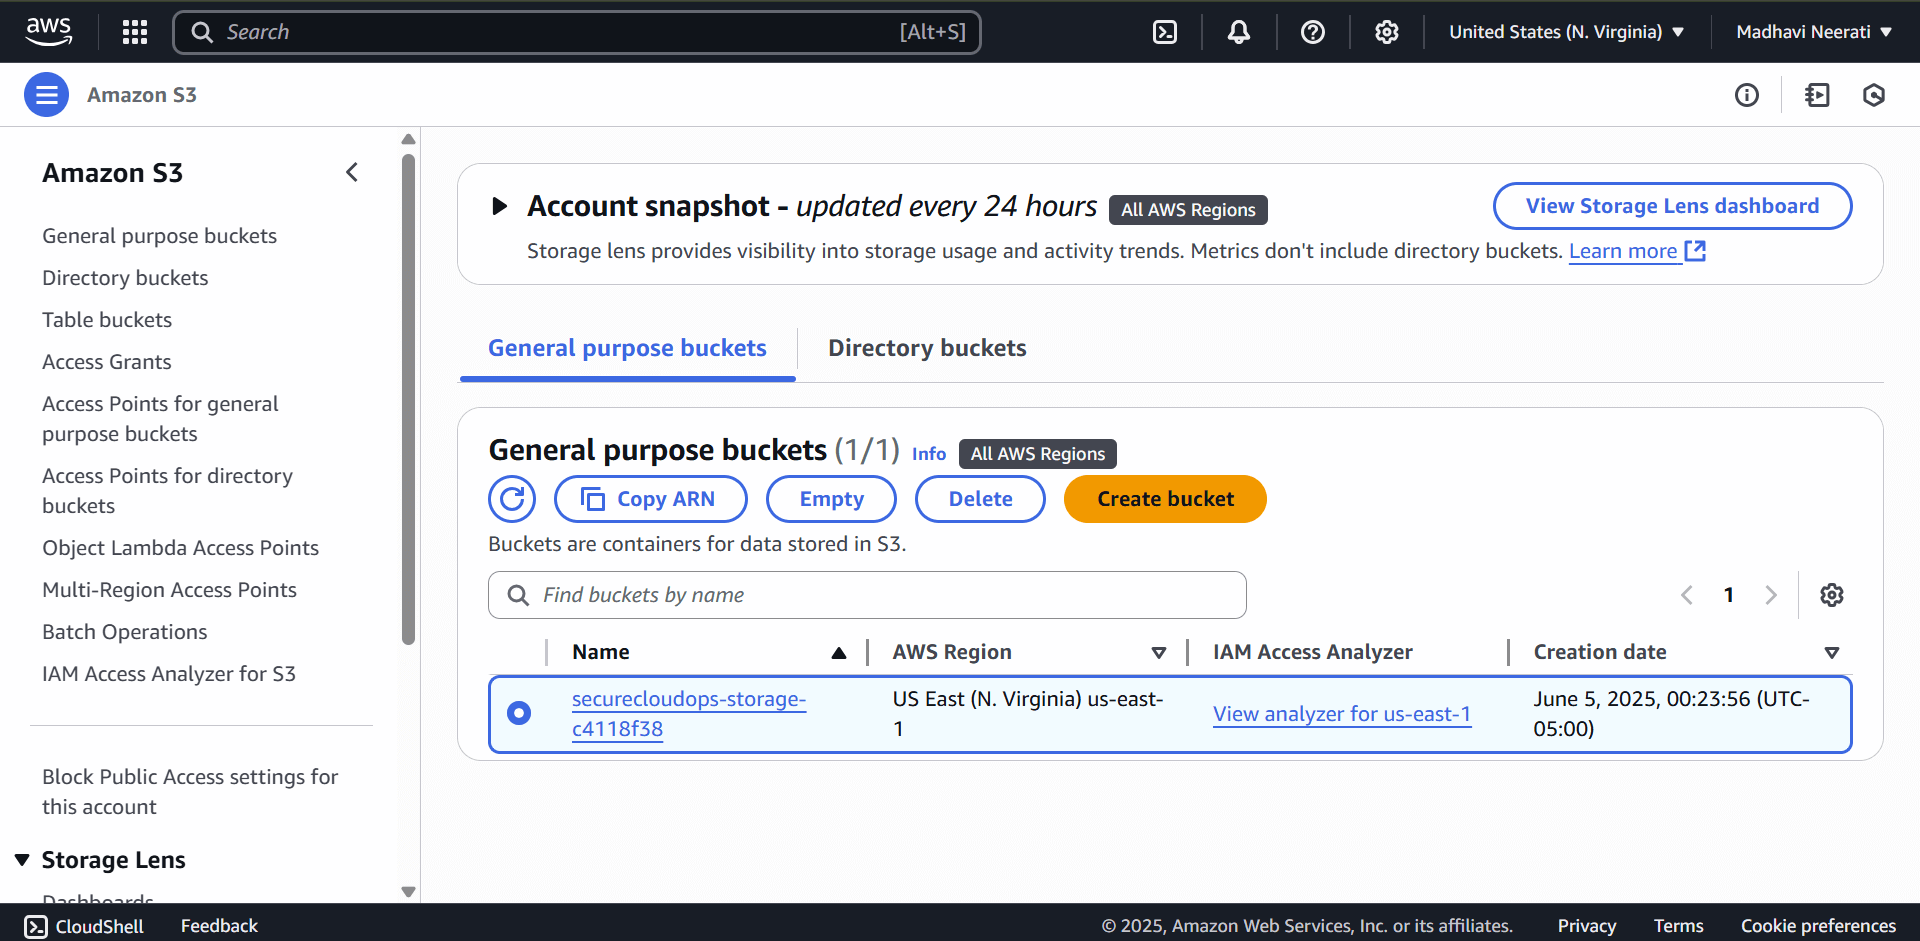 aws
Search [Alt+S]
United States (N. Virginia)
Madhavi Neerati
Amazon S3
Amazon S3
General purpose buckets
Directory buckets
Table buckets
Access Grants
Access Points for general
purpose buckets
Access Points for directory
buckets
Object Lambda Access Points
Multi-Region Access Points
Batch Operations
IAM Access Analyzer for S3
Block Public Access settings for
this account
Storage Lens
Dashboards
Account snapshot - updated every 24 hours All AWS Regions
View Storage Lens dashboard
Storage lens provides visibility into storage usage and activity trends. Metrics don't include directory buckets. Learn more
General purpose buckets
Directory buckets
General purpose buckets (1/1) Info All AWS Regions
Copy ARN
Empty
Delete
Create bucket
Buckets are containers for data stored in S3.
Find buckets by name
1
Name
AWS Region
IAM Access Analyzer
Creation date
securecloudops-storage-
c4118f38
US East (N. Virginia) us-east-
1
View analyzer for us-east-1
June 5, 2025, 00:23:56 (UTC-
05:00)
CloudShell
Feedback
© 2025, Amazon Web Services, Inc. or its affiliates.
Privacy
Terms
Cookie preferences